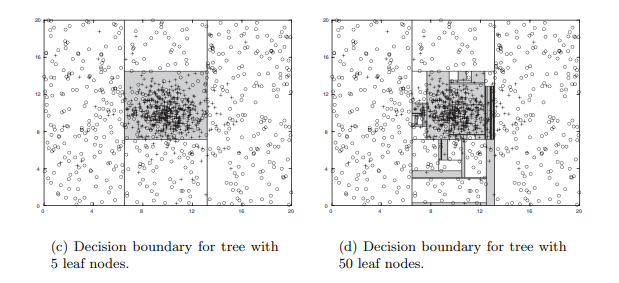 20
16
12
8
4
0
0 4 8 12 16 20
20
16
12
8
4
0
0 4 8 12 16 20
(c) Decision boundary for tree with
5 leaf nodes.
(d) Decision boundary for tree with
50 leaf nodes.